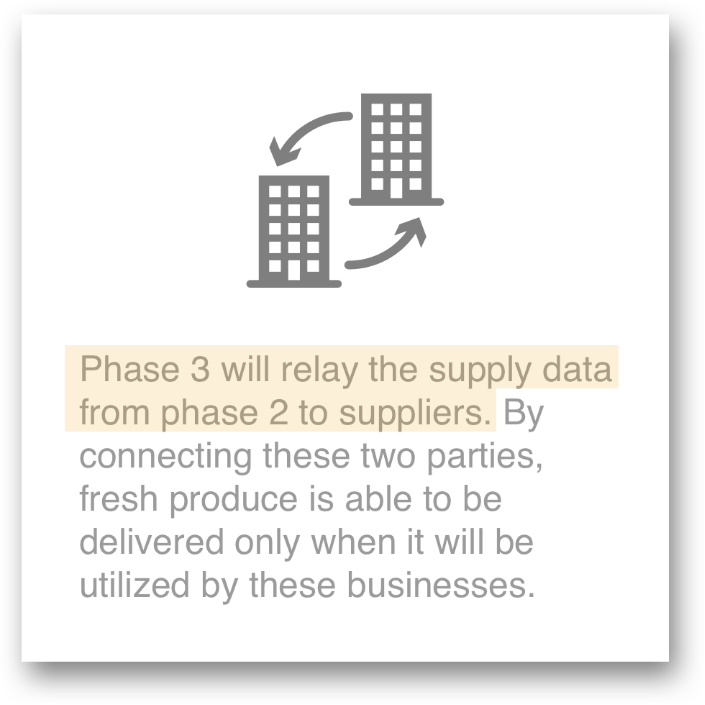 Phase 3 will relay the supply data
from phase 2 to suppliers. By
connecting these two parties,
fresh produce is able to be
delivered only when it will be
utilized by these businesses.